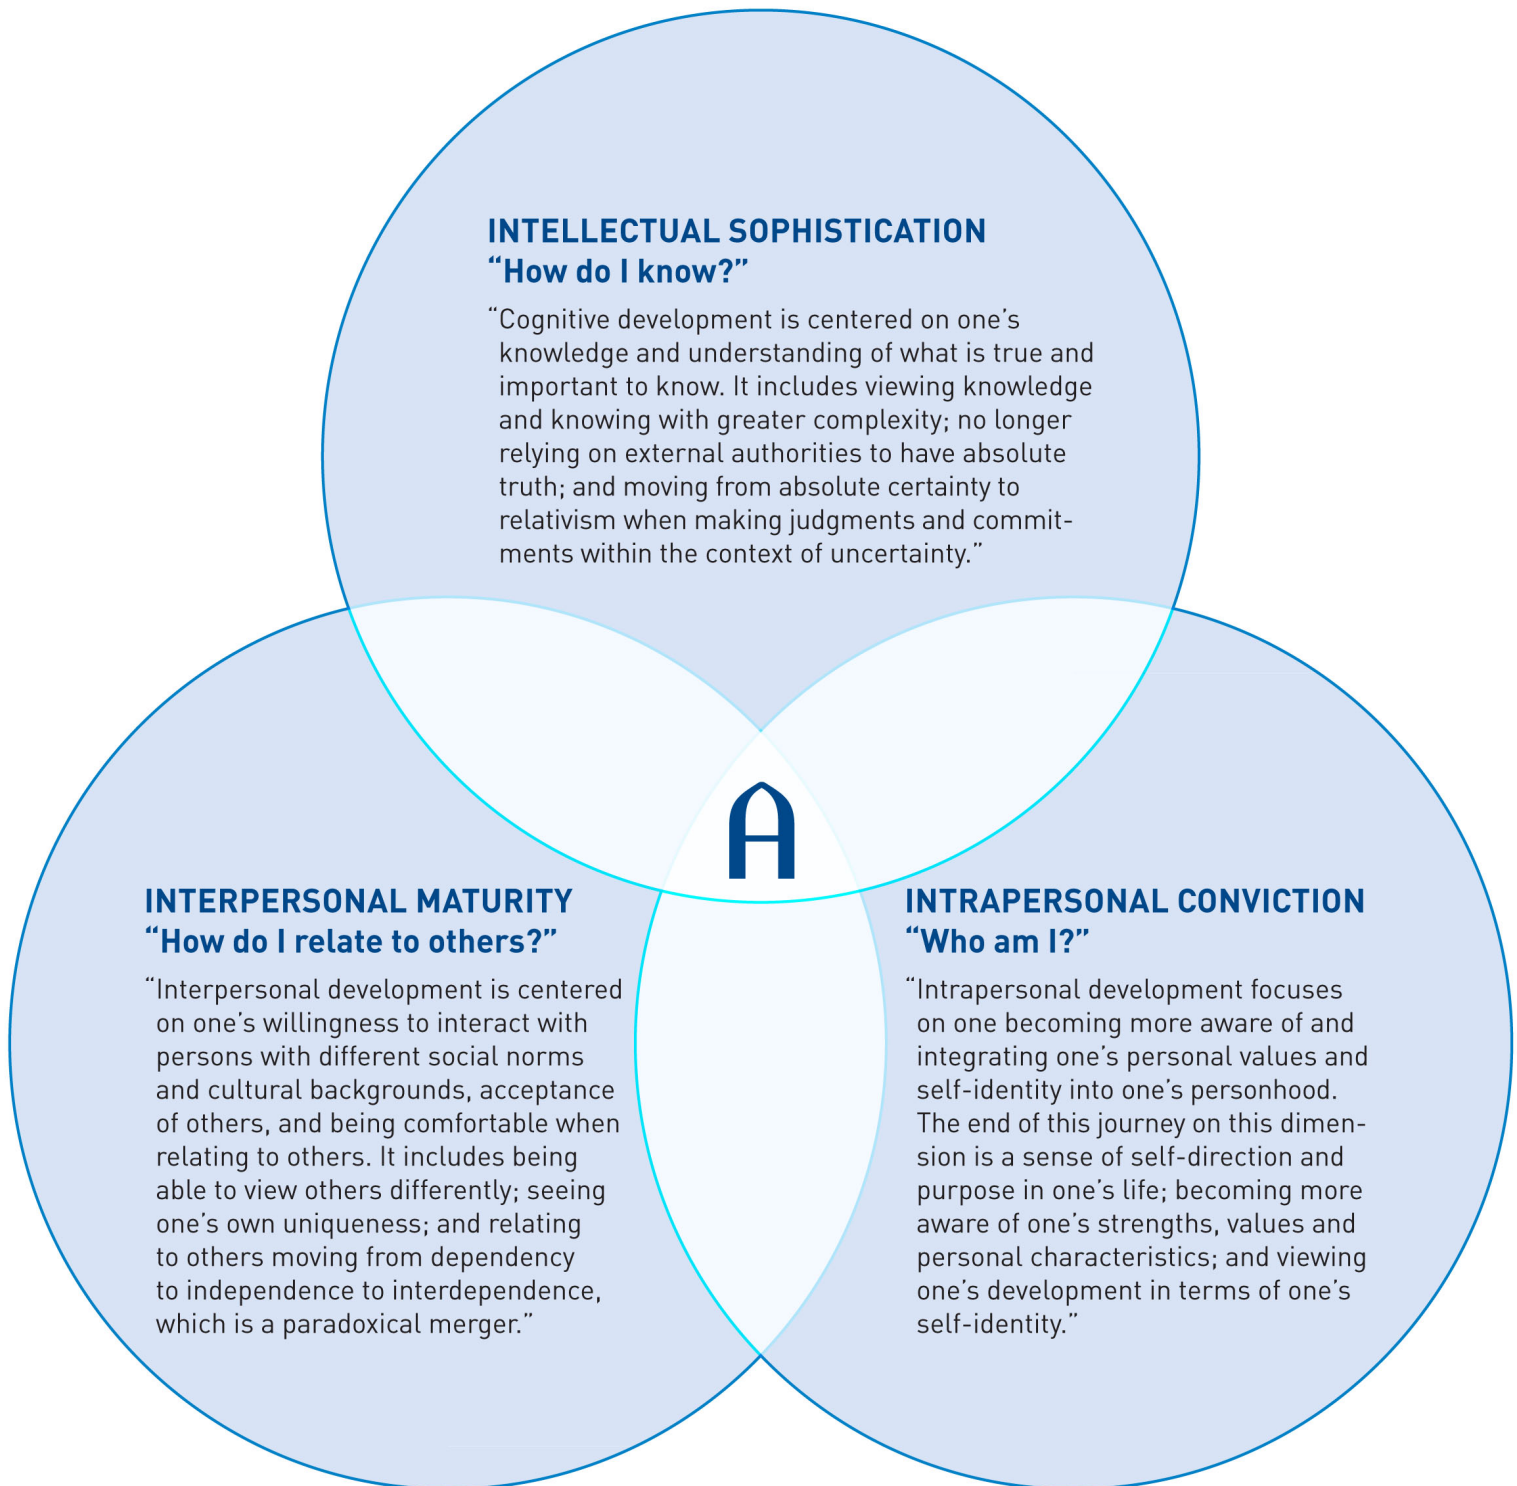 INTELLECTUAL SOPHISTICATION
“How do I know?”
“Cognitive development is centered on one’s
knowledge and understanding of what is true and
important to know. It includes viewing knowledge
and knowing with greater complexity; no longer
relying on external authorities to have absolute
truth; and moving from absolute certainty to
relativism when making judgments and commit-
ments within the context of uncertainty.”
A
INTERPERSONAL MATURITY
“How do I relate to others?”
“Interpersonal development is centered
on one’s willingness to interact with
persons with different social norms
and cultural backgrounds, acceptance
of others, and being comfortable when
relating to others. It includes being
able to view others differently; seeing
one’s own uniqueness; and relating
to others moving from dependency
to independence to interdependence,
which is a paradoxical merger.”
INTRAPERSONAL CONVICTION
“Who am I?”
“Intrapersonal development focuses
on one becoming more aware of and
integrating one’s personal values and
self-identity into one’s personhood.
The end of this journey on this dimen-
sion is a sense of self-direction and
purpose in one’s life; becoming more
aware of one’s strengths, values and
personal characteristics; and viewing
one’s development in terms of one’s
self-identity.”